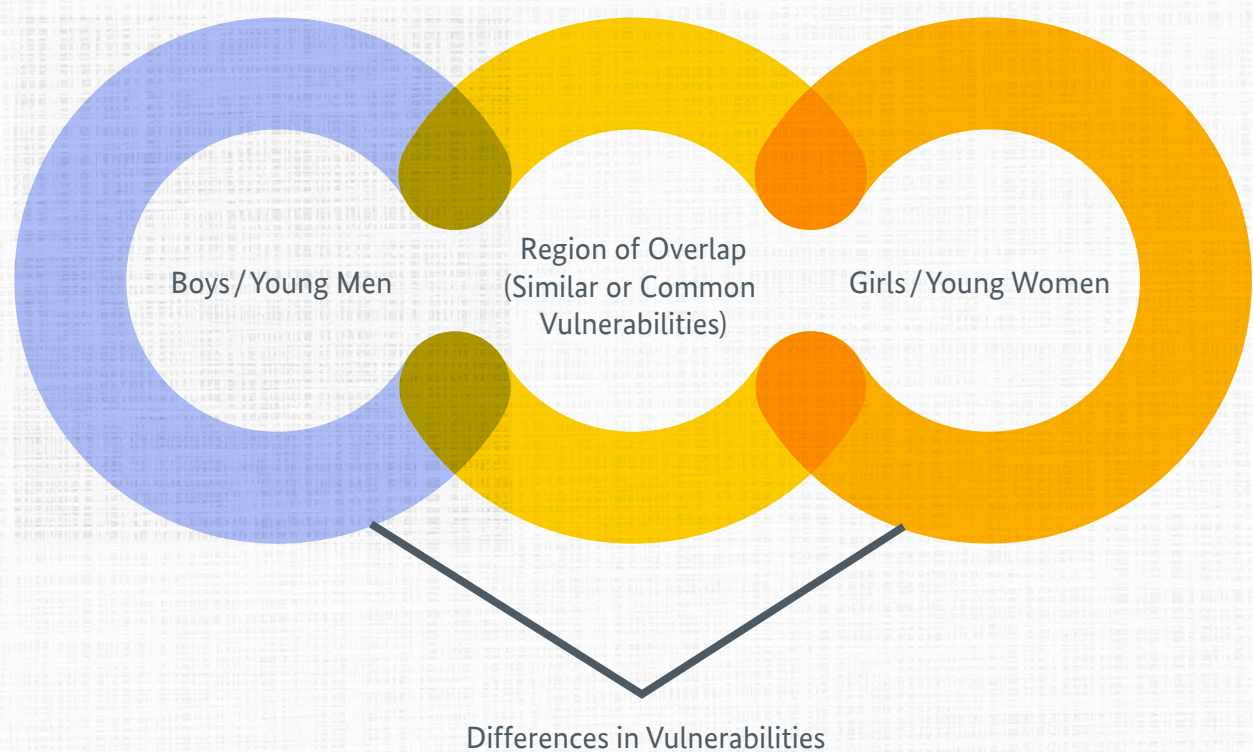 Boys / Young Men
Region of Overlap
(Similar or Common
Vulnerabilities)
Girls / Young Women
Differences in Vulnerabilities